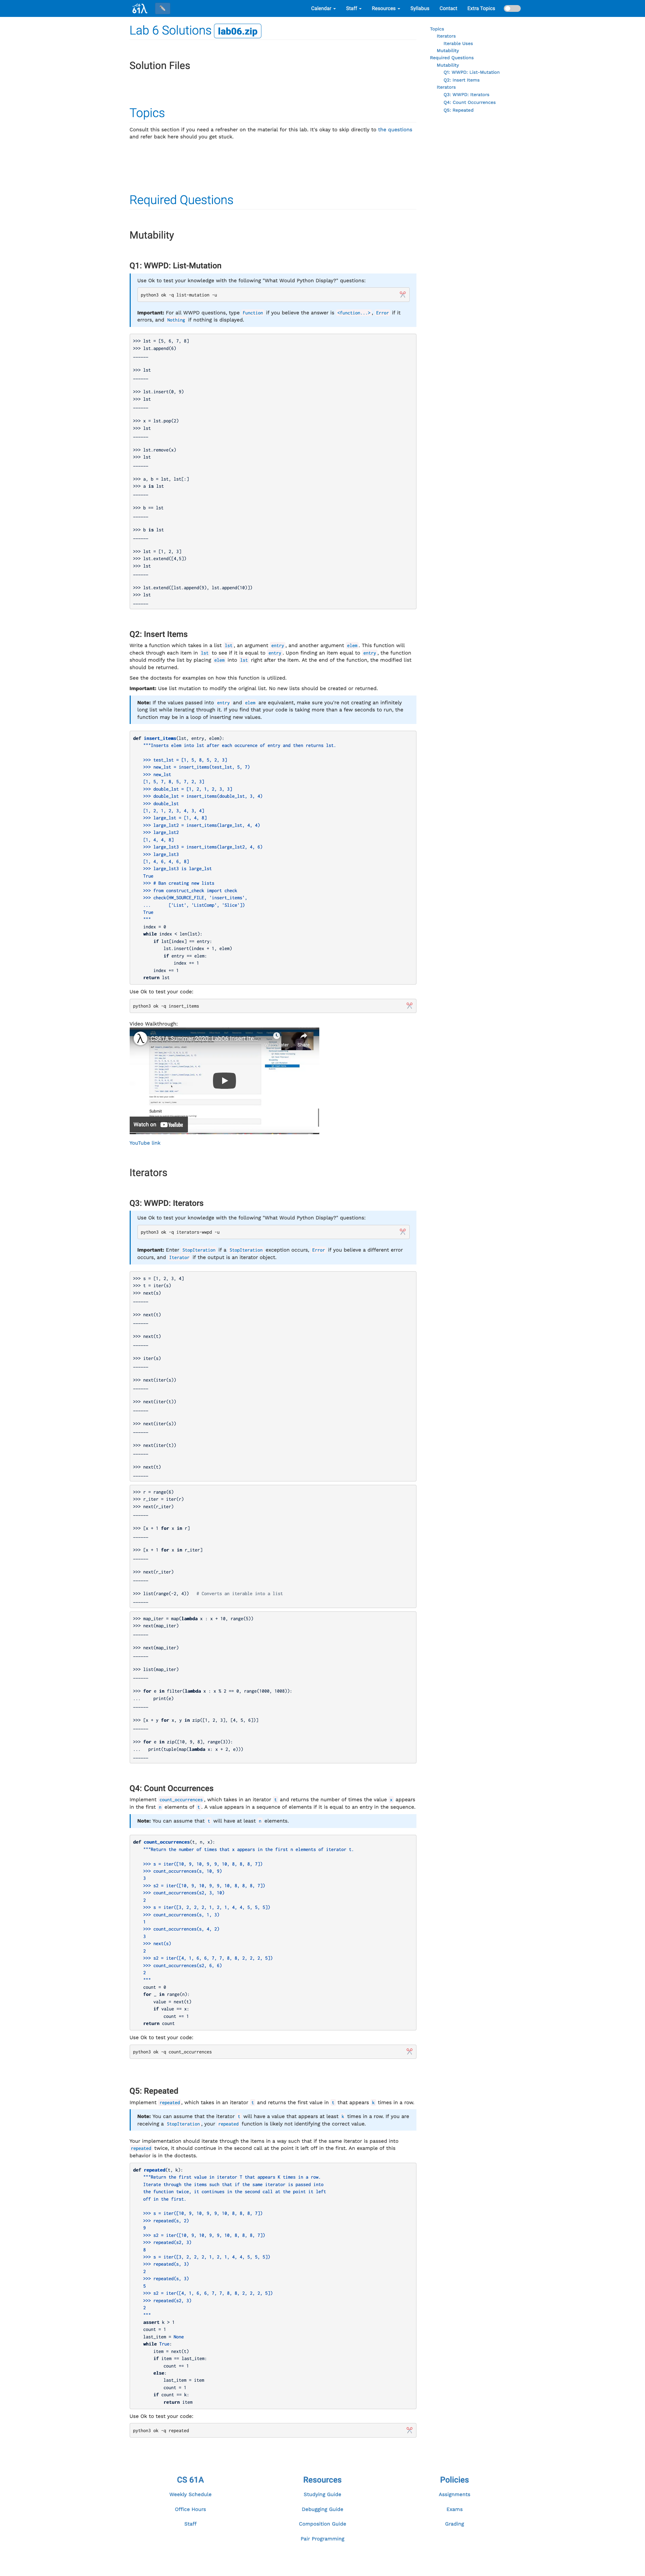 61A
Calendar
Staff
Resources
Syllabus
Contact
Extra Topics
Lab 6 Solutions lab06.zip
Solution Files
Topics
Consult this section if you need a refresher on the material for this lab. It's okay to skip directly to the questions
and refer back here should you get stuck.
Required Questions
Mutability
Q1: WWPD: List-Mutation
Use Ok to test your knowledge with the following "What Would Python Display?" questions:
python3 ok -q list-mutation -u
Important: For all WWPD questions, type Function if you believe the answer is <Function...>, Error if it
errors, and Nothing if nothing is displayed.
>>> lst = [5, 6, 7, 8]
>>> lst.append(6)
______
>>> lst
______
>>> lst.insert(0, 9)
>>> lst
______
>>> x = lst.pop(2)
>>> lst
______
>>> lst.remove(x)
>>> lst
______
>>> a, b = lst, lst[:]
>>> a is lst
______
>>> b == lst
______
>>> b is lst
______
>>> lst = [1, 2, 3]
>>> lst.extend([4,5])
>>> lst
______
>>> lst.extend([lst.append(9), lst.append(10)])
>>> lst
______
Q2: Insert Items
Write a function which takes in a list lst, an argument entry, and another argument elem. This function will
check through each item in lst to see if it is equal to entry. Upon finding an item equal to entry, the function
should modify the list by placing elem into lst right after the item. At the end of the function, the modified list
should be returned.
See the doctests for examples on how this function is utilized.
Important: Use list mutation to modify the original list. No new lists should be created or returned.
Note: If the values passed into entry and elem are equivalent, make sure you're not creating an infinitely
long list while iterating through it. If you find that your code is taking more than a few seconds to run, the
function may be in a loop of inserting new values.
def insert_items(lst, entry, elem):
"""Inserts elem into lst after each occurence of entry and then returns lst.
>>> test_lst = [1, 5, 8, 5, 2, 3]
>>> new_lst = insert_items(test_lst, 5, 7)
>>> new_lst
[1, 5, 7, 8, 5, 7, 2, 3]
>>> double_lst = [1, 2, 1, 2, 3, 3]
>>> double_lst = insert_items(double_lst, 3, 4)
>>> double_lst
[1, 2, 1, 2, 3, 4, 3, 4]
>>> large_lst = [1, 4, 8]
>>> large_lst2 = insert_items(large_lst, 4, 4)
>>> large_lst2
[1, 4, 4, 8]
>>> large_lst3 = insert_items(large_lst2, 4, 6)
>>> large_lst3
[1, 4, 6, 4, 6, 8]
>>> large_lst3 is large_lst
True
>>> # Ban creating new lists
>>> from construct_check import check
>>> check(HW_SOURCE_FILE, 'insert_items',
... ['List', 'ListComp', 'Slice'])
True
"""
index = 0
while index < len(lst):
if lst[index] == entry:
lst.insert(index + 1, elem)
if entry == elem:
index += 1
index += 1
return lst
Use Ok to test your code:
python3 ok -q insert_items
Video Walkthrough:
Submit
Watch on YouTube
YouTube link
Iterators
Q3: WWPD: Iterators
Use Ok to test your knowledge with the following "What Would Python Display?" questions:
python3 ok -q iterators-wwpd -u
Important: Enter StopIteration if a StopIteration exception occurs, Error if you believe a different error
occurs, and Iterator if the output is an iterator object.
>>> s = [1, 2, 3, 4]
>>> t = iter(s)
>>> next(s)
______
>>> next(t)
______
>>> next(t)
______
>>> iter(s)
______
>>> next(iter(s))
______
>>> next(iter(t))
______
>>> next(iter(s))
______
>>> next(iter(t))
______
>>> next(t)
______
>>> r = range(6)
>>> r_iter = iter(r)
>>> next(r_iter)
______
>>> [x + 1 for x in r]
______
>>> [x + 1 for x in r_iter]
______
>>> next(r_iter)
______
>>> list(range(-2, 4)) # Converts an iterable into a list
______
>>> map_iter = map(lambda x : x + 10, range(5))
>>> next(map_iter)
______
>>> next(map_iter)
______
>>> list(map_iter)
______
>>> for e in filter(lambda x : x % 2 == 0, range(1000, 1008)):
... print(e)
______
>>> [x + y for x, y in zip([1, 2, 3], [4, 5, 6])]
______
>>> for e in zip([10, 9, 8], range(3)):
... print(tuple(map(lambda x: x + 2, e)))
______
Q4: Count Occurrences
Implement count_occurrences, which takes in an iterator t and returns the number of times the value x appears
in the first n elements of t. A value appears in a sequence of elements if it is equal to an entry in the sequence.
Note: You can assume that t will have at least n elements.
def count_occurrences(t, n, x):
"""Return the number of times that x appears in the first n elements of iterator t.
>>> s = iter([10, 9, 10, 9, 9, 10, 8, 8, 8, 7])
>>> count_occurrences(s, 10, 9)
3
>>> s2 = iter([10, 9, 10, 9, 9, 10, 8, 8, 8, 7])
>>> count_occurrences(s2, 3, 10)
2
>>> s = iter([3, 2, 2, 2, 1, 2, 1, 4, 4, 5, 5, 5])
>>> count_occurrences(s, 1, 3)
1
>>> count_occurrences(s, 4, 2)
3
>>> next(s)
2
>>> s2 = iter([4, 1, 6, 6, 7, 7, 8, 8, 2, 2, 2, 5])
>>> count_occurrences(s2, 6, 6)
2
"""
count = 0
for _ in range(n):
value = next(t)
if value == x:
count += 1
return count
Use Ok to test your code:
python3 ok -q count_occurrences
Q5: Repeated
Implement repeated, which takes in an iterator t and returns the first value in t that appears k times in a row.
Note: You can assume that the iterator t will have a value that appears at least k times in a row. If you are
receiving a StopIteration, your repeated function is likely not identifying the correct value.
Your implementation should iterate through the items in a way such that if the same iterator is passed into
repeated twice, it should continue in the second call at the point it left off in the first. An example of this
behavior is in the doctests.
def repeated(t, k):
"""Return the first value in iterator T that appears K times in a row.
Iterate through the items such that if the same iterator is passed into
the function twice, it continues in the second call at the point it left
off in the first.
>>> s = iter([10, 9, 10, 9, 9, 10, 8, 8, 8, 7])
>>> repeated(s, 2)
9
>>> s2 = iter([10, 9, 10, 9, 9, 10, 8, 8, 8, 7])
>>> repeated(s2, 3)
8
>>> s = iter([3, 2, 2, 2, 1, 2, 1, 4, 4, 5, 5, 5])
>>> repeated(s, 3)
2
>>> repeated(s, 3)
5
>>> s2 = iter([4, 1, 6, 6, 7, 7, 8, 8, 2, 2, 2, 5])
>>> repeated(s2, 3)
2
"""
assert k > 1
count = 1
last_item = None
while True:
item = next(t)
if item == last_item:
count += 1
else:
last_item = item
count = 1
if count == k:
return item
Use Ok to test your code:
python3 ok -q repeated
Topics
Iterators
Iterable Uses
Mutability
Required Questions
Mutability
Q1: WWPD: List-Mutation
Q2: Insert Items
Iterators
Q3: WWPD: Iterators
Q4: Count Occurrences
Q5: Repeated
CS 61A
Weekly Schedule
Office Hours
Staff
Resources
Studying Guide
Debugging Guide
Composition Guide
Pair Programming
Policies
Assignments
Exams
Grading